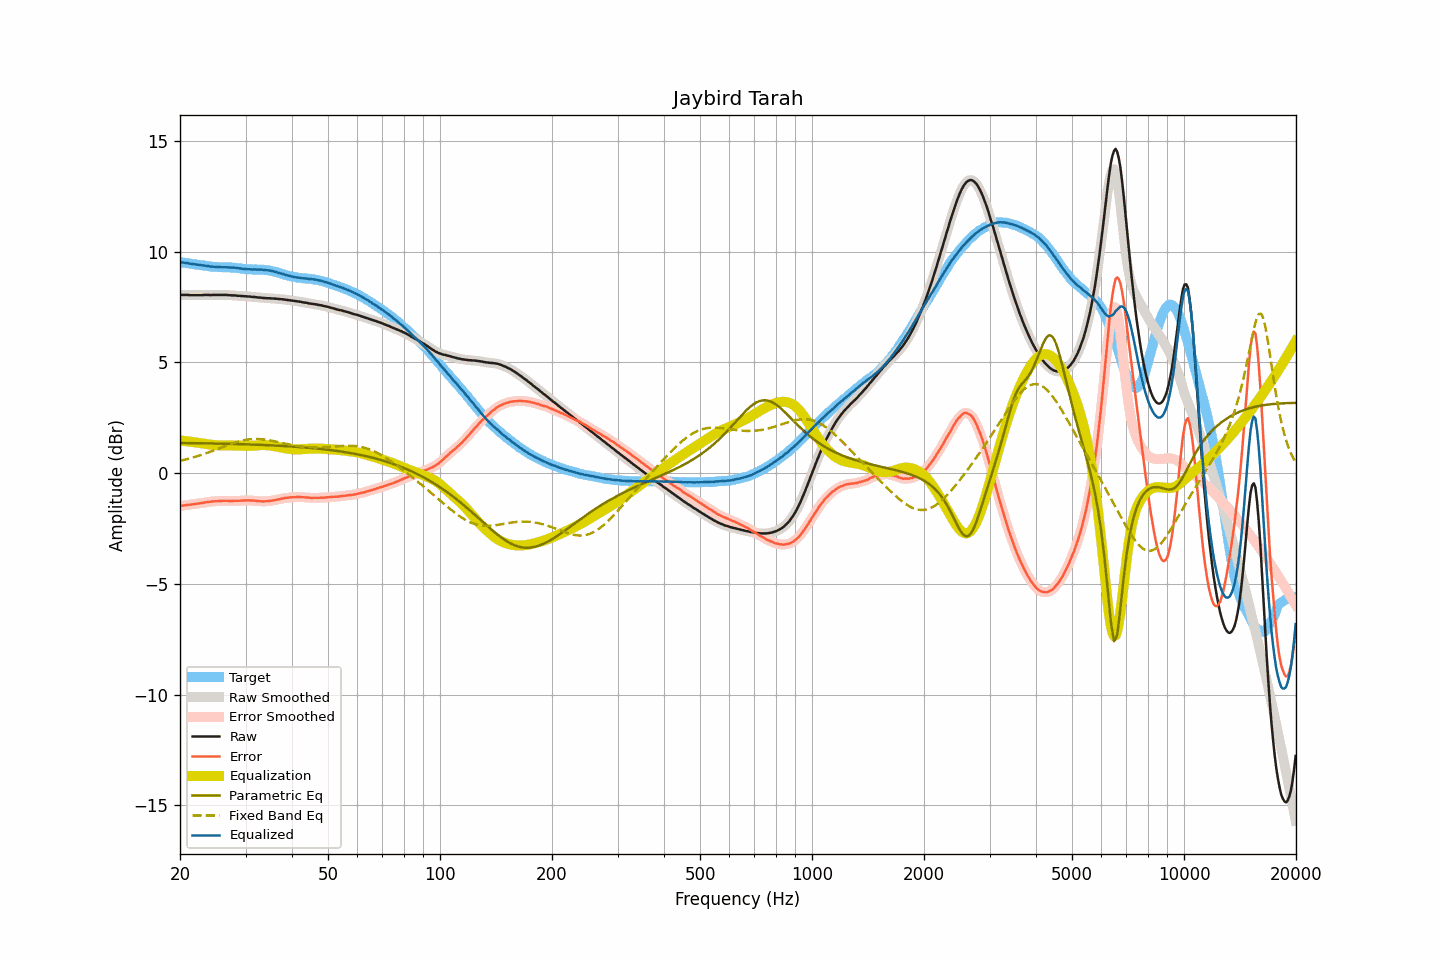 Jaybird Tarah
15
10
5
0
−5
−10
−15
Amplitude (dBr)
Target
Raw Smoothed
Error Smoothed
Raw
Error
Equalization
Parametric Eq
Fixed Band Eq
Equalized
20 50 100 200 500 1000 2000 5000 10000 20000
Frequency (Hz)